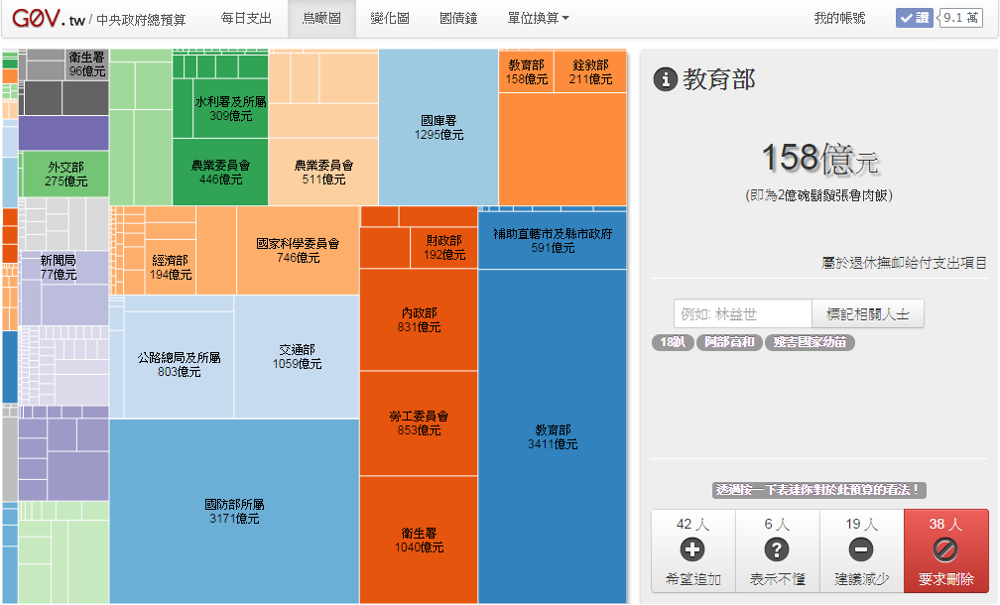 G0V.tw / 中央政府總預算
每日支出
鳥瞰圖
變化圖
國債鐘
單位換算
我的帳號
讚
9.1 萬
衛生署
96億元
外交部
275億元
新聞局
77億元
水利署及所屬
309億元
農業委員會
446億元
農業委員會
511億元
國庫署
1295億元
教育部
158億元
銓敘部
211億元
經濟部
194億元
國家科學委員會
746億元
財政部
192億元
補助直轄市及縣市政府
591億元
公路總局及所屬
803億元
交通部
1059億元
內政部
831億元
勞工委員會
853億元
教育部
3411億元
國防部所屬
3171億元
衛生署
1040億元
教育部
158億元
(即為2億碗鬍鬚張魯肉飯)
屬於退休撫卹給付支出項目
例如: 林益世
標記相關人士
18趴
阿部真和
殘害國家幼苗
透過按一下表達你對於此預算的看法！
42 人
希望追加
6 人
表示不懂
19 人
建議減少
38 人
要求刪除